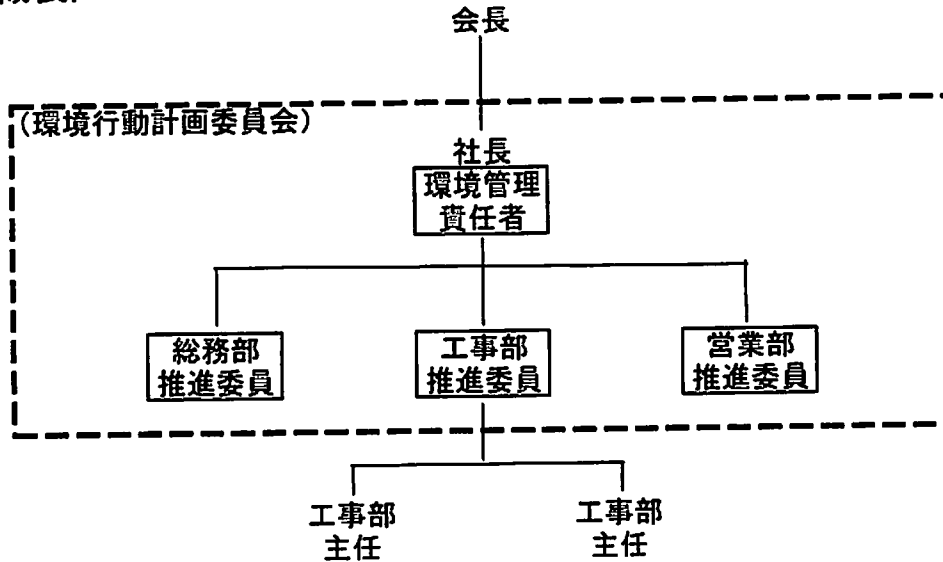 会長
(環境行動計画委員会)
社長
環境管理
責任者
総務部
推進委員
工事部
推進委員
営業部
推進委員
工事部
主任
工事部
主任